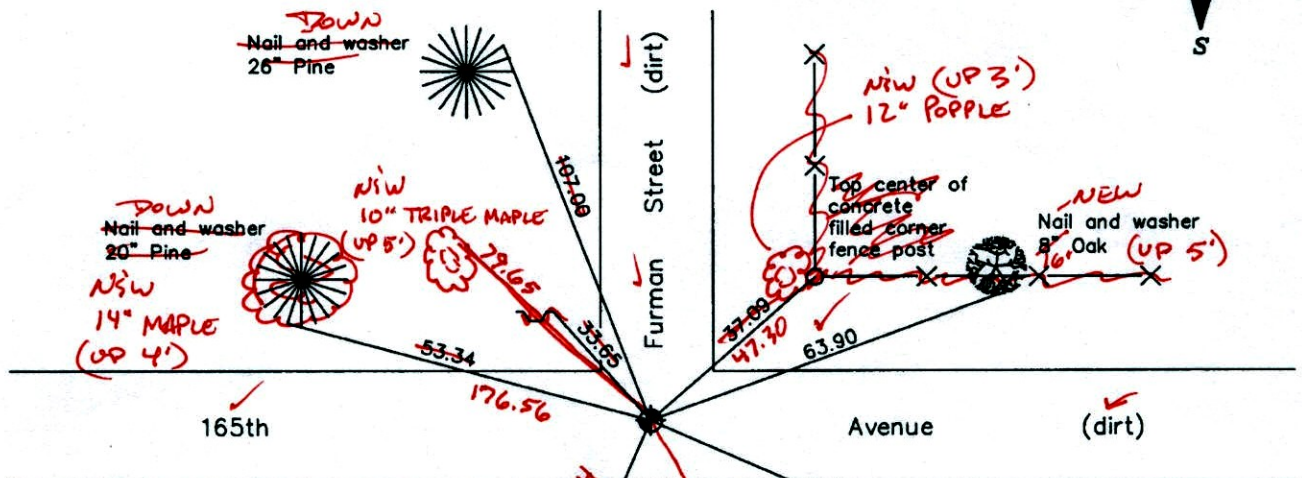 DOWN
Nail and washer
26" Pine
S
Furman Street (dirt)
NEW (UP 3')
12" POPPLE
107.00
Top center of
concrete
filled corner
fence post
NEW
Nail and washer
8" Oak
6"
(UP 5')
NEW
10" TRIPLE MAPLE
(UP 5')
79.65
DOWN
Nail and washer
20" Pine
NEW
14" MAPLE
(UP 4')
33.65
37.09
47.30
63.90
53.34
176.56
165th
Avenue
(dirt)